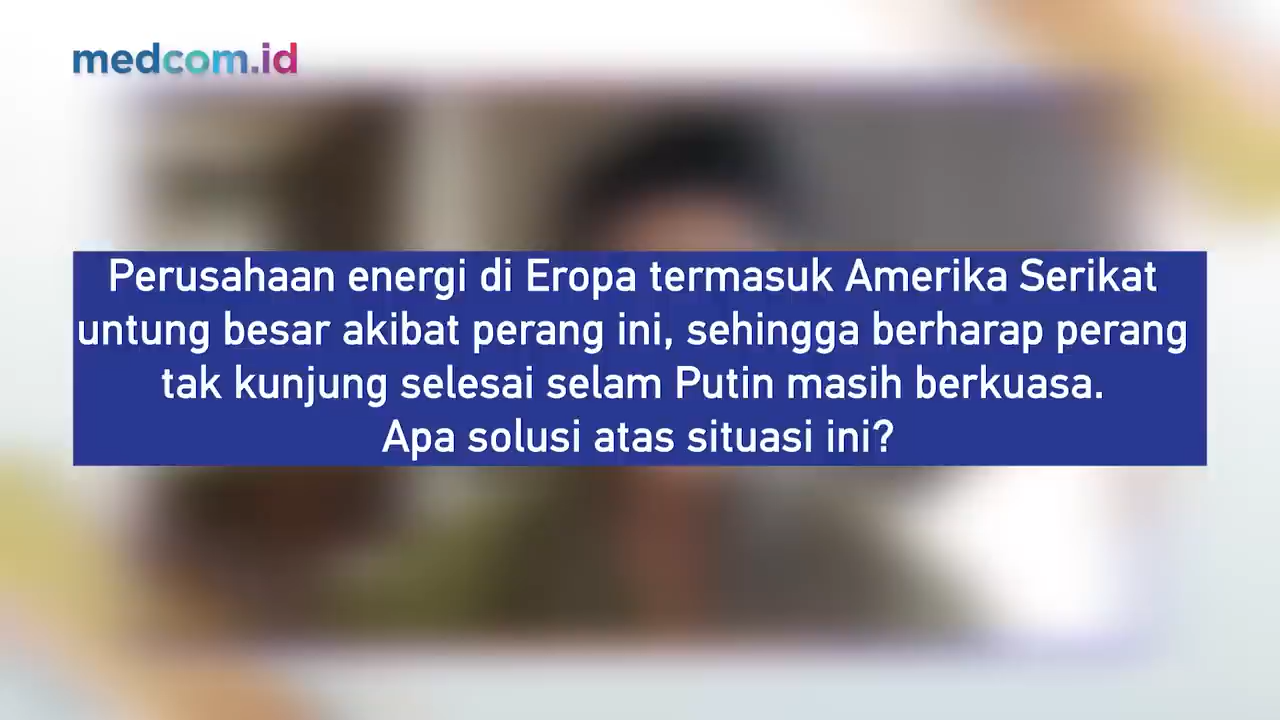 medcom.id
Perusahaan energi di Eropa termasuk Amerika Serikat
untung besar akibat perang ini, sehingga berharap perang
tak kunjung selesai selam Putin masih berkuasa.
Apa solusi atas situasi ini?